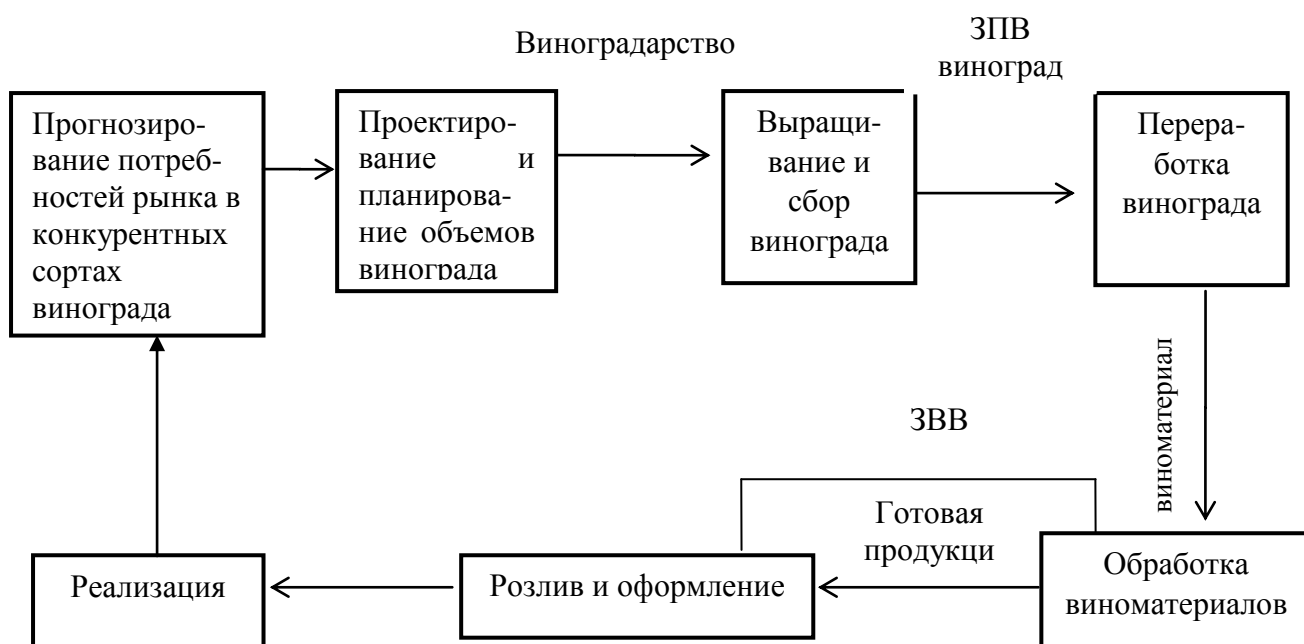 Виноградарство
ЗПВ
виноград
Прогнозиро-
вание потреб-
ностей рынка в
конкурентных
сортах
винограда
Проектиро-
вание и
планирова-
ние объемов
винограда
Выращи-
вание и
сбор
винограда
Перера-
ботка
винограда
виноматериал
ЗВВ
Готовая
продукци
Реализация
Розлив и оформление
Обработка
виноматериалов